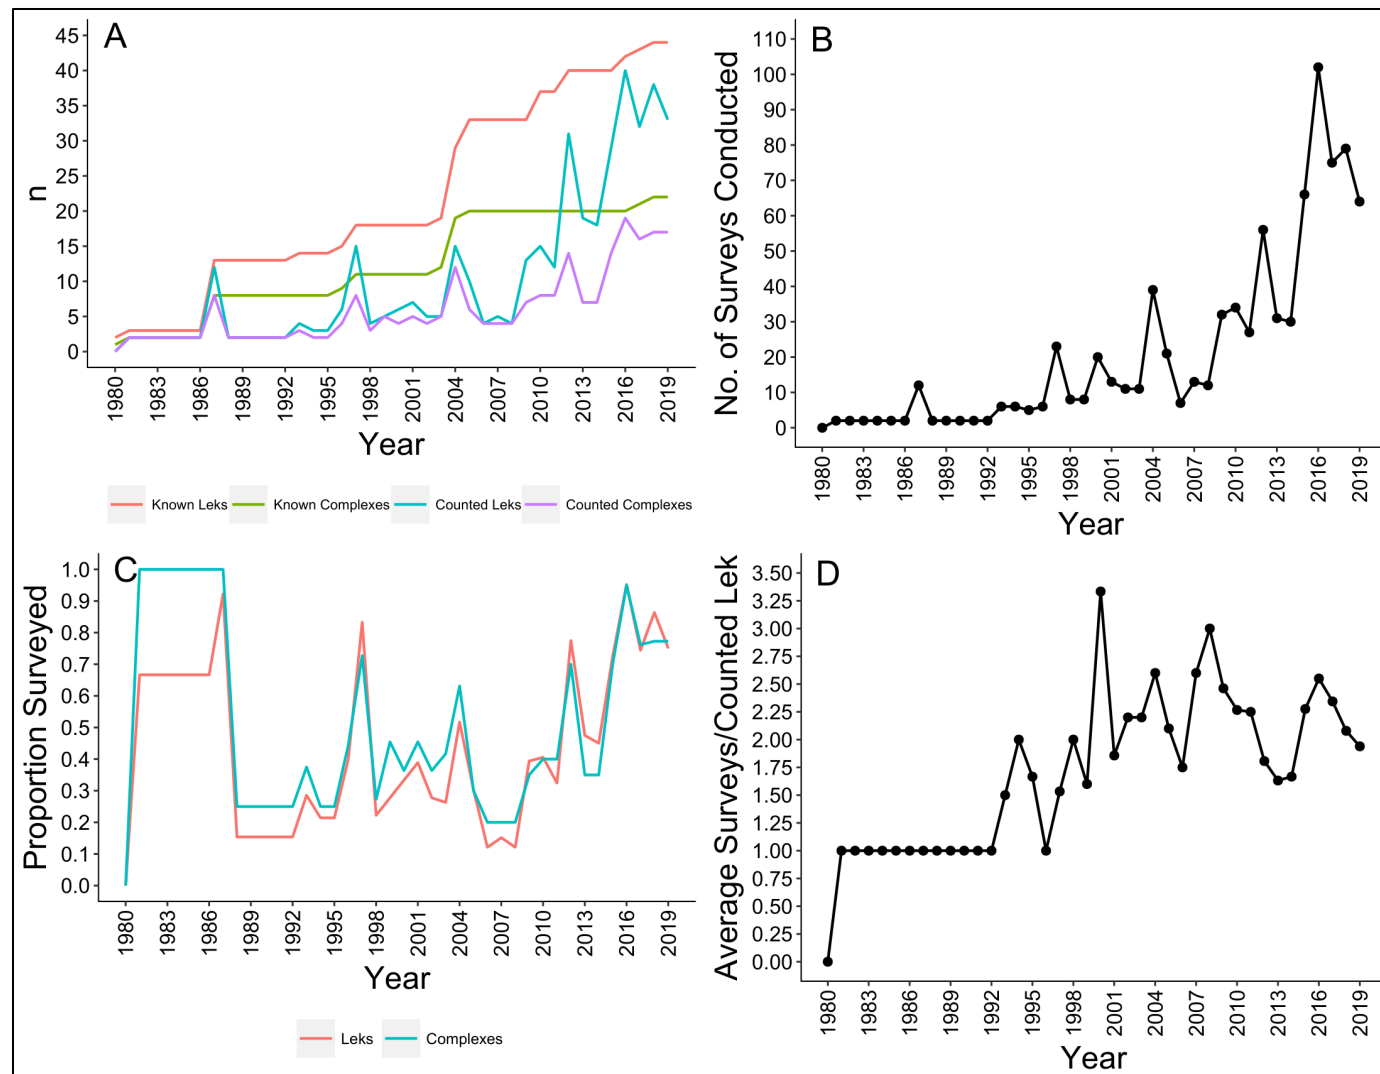 A
45
40
35
30
25
20
15
10
5
0
n
1980 1983 1986 1989 1992 1995 1998 2001 2004 2007 2010 2013 2016 2019
Year
Known Leks Known Complexes Counted Leks Counted Complexes
B
110
100
90
80
70
60
50
40
30
20
10
0
No. of Surveys Conducted
1980 1983 1986 1989 1992 1995 1998 2001 2004 2007 2010 2013 2016 2019
Year
C
1.0
0.9
0.8
0.7
0.6
0.5
0.4
0.3
0.2
0.1
0.0
Proportion Surveyed
1980 1983 1986 1989 1992 1995 1998 2001 2004 2007 2010 2013 2016 2019
Year
Leks Complexes
D
3.50
3.25
3.00
2.75
2.50
2.25
2.00
1.75
1.50
1.25
1.00
0.75
0.50
0.25
0.00
Average Surveys/Counted Lek
1980 1983 1986 1989 1992 1995 1998 2001 2004 2007 2010 2013 2016 2019
Year